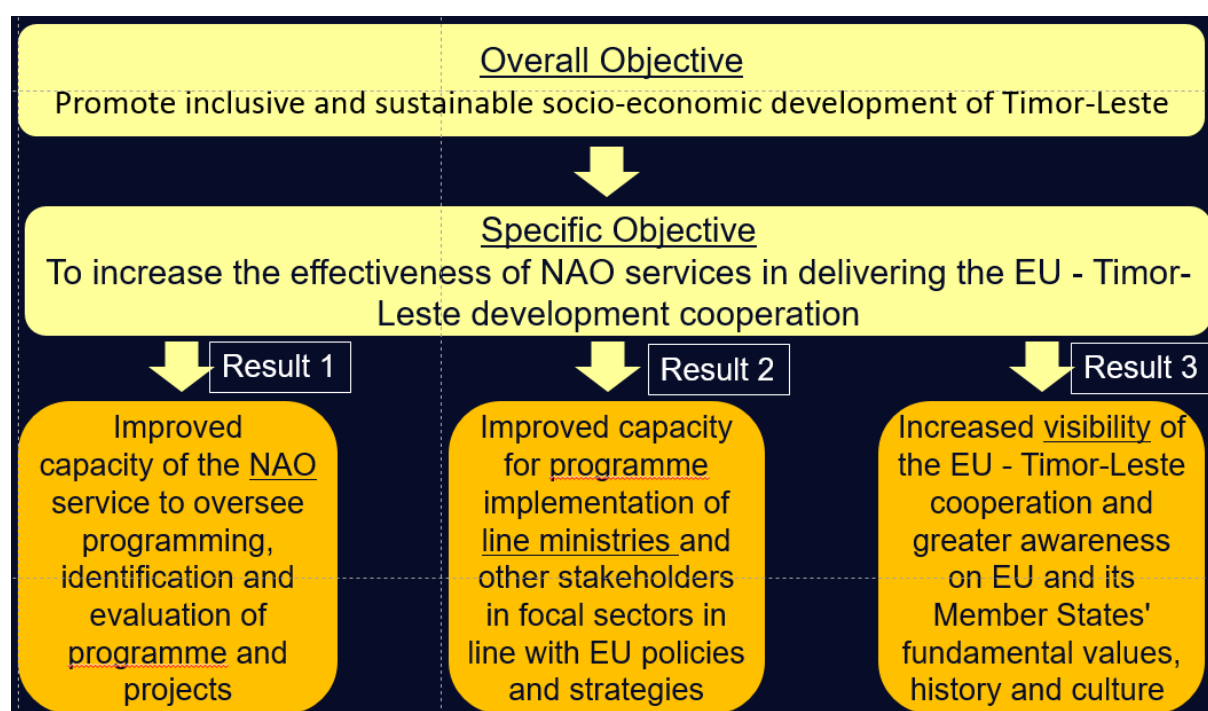 Overall Objective
Promote inclusive and sustainable socio-economic development of Timor-Leste
Specific Objective
To increase the effectiveness of NAO services in delivering the EU - Timor-
Leste development cooperation
Result 1
Improved
capacity of the NAO
service to oversee
programming,
identification and
evaluation of
programme and
projects
Result 2
Improved capacity
for programme
implementation of
line ministries and
other stakeholders
in focal sectors in
line with EU policies
and strategies
Result 3
Increased visibility of
the EU - Timor-Leste
cooperation and
greater awareness
on EU and its
Member States'
fundamental values,
history and culture